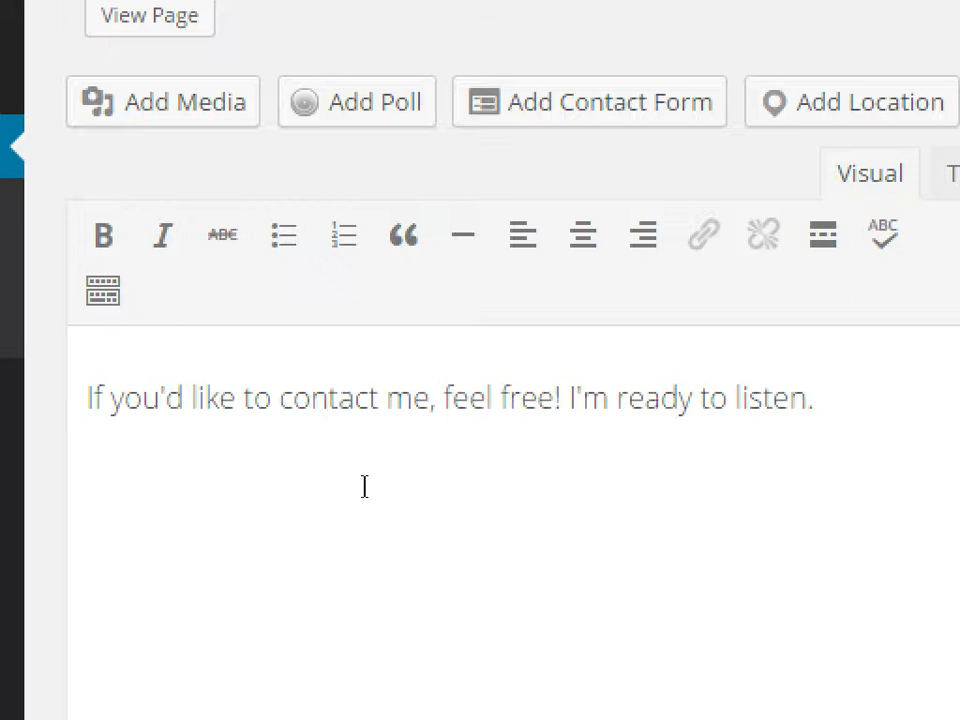 View Page
Add Media Add Poll Add Contact Form Add Location
Visual T
B I ABC ABC
If you'd like to contact me, feel free! I'm ready to listen.